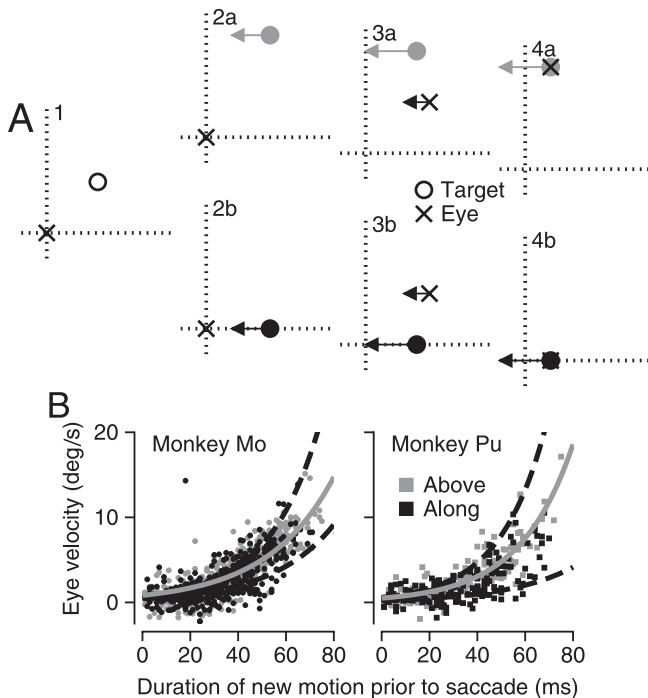 A
1
2a
3a
4a
Target
Eye
2b
3b
4b
B
Monkey Mo
Monkey Pu
Above
Along
Eye velocity (deg/s)
20
10
0
0 20 40 60 80
0 20 40 60 80
Duration of new motion prior to saccade (ms)